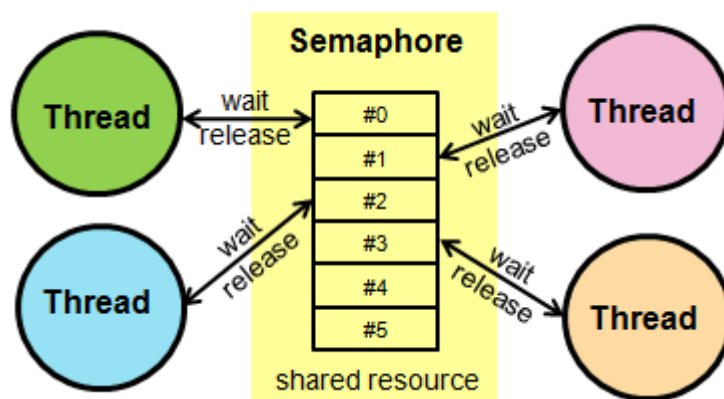 Semaphore
Thread
wait
release
#0
#1
#2
#3
#4
#5
wait
release
Thread
Thread
wait
release
wait
release
Thread
shared resource